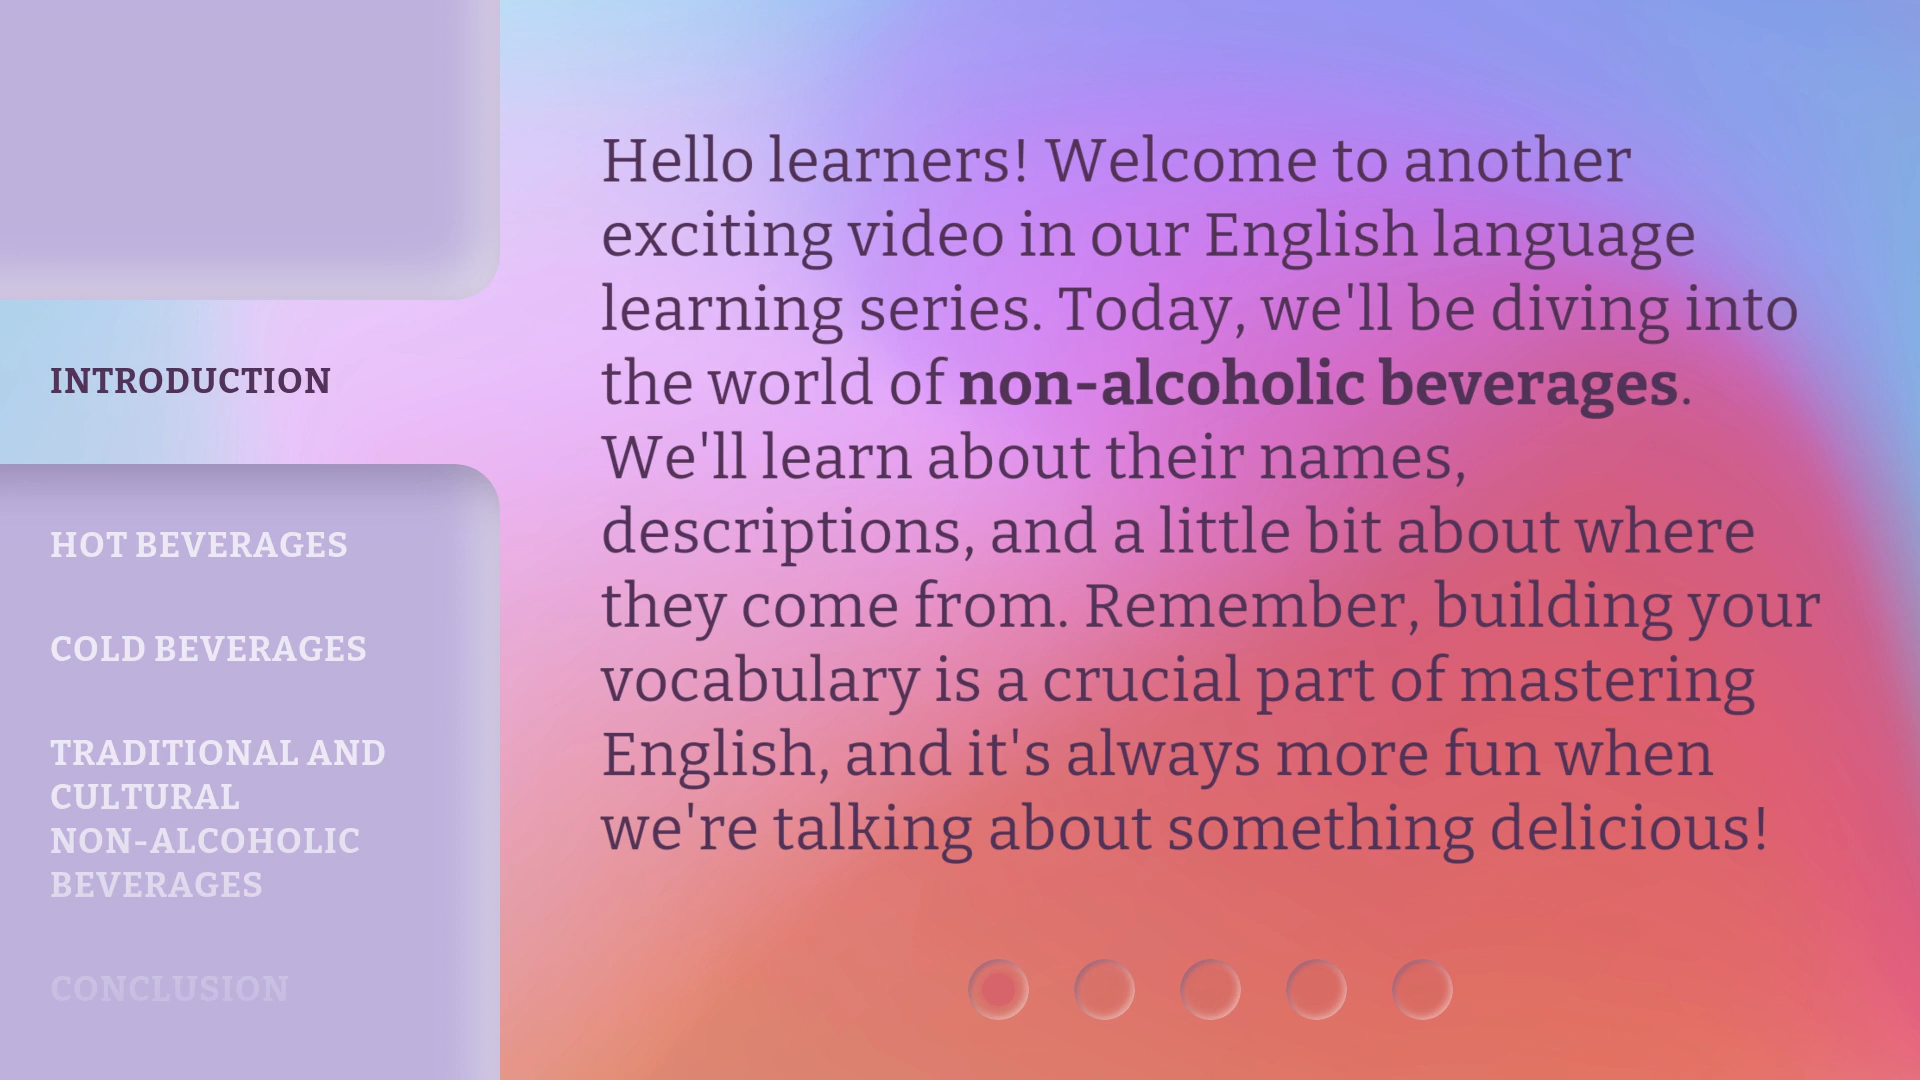 INTRODUCTION
HOT BEVERAGES
COLD BEVERAGES
TRADITIONAL AND
CULTURAL
NON-ALCOHOLIC
BEVERAGES
CONCLUSION
Hello learners! Welcome to another
exciting video in our English language
learning series. Today, we'll be diving into
the world of non-alcoholic beverages.
We'll learn about their names,
descriptions, and a little bit about where
they come from. Remember, building your
vocabulary is a crucial part of mastering
English, and it's always more fun when
we're talking about something delicious!